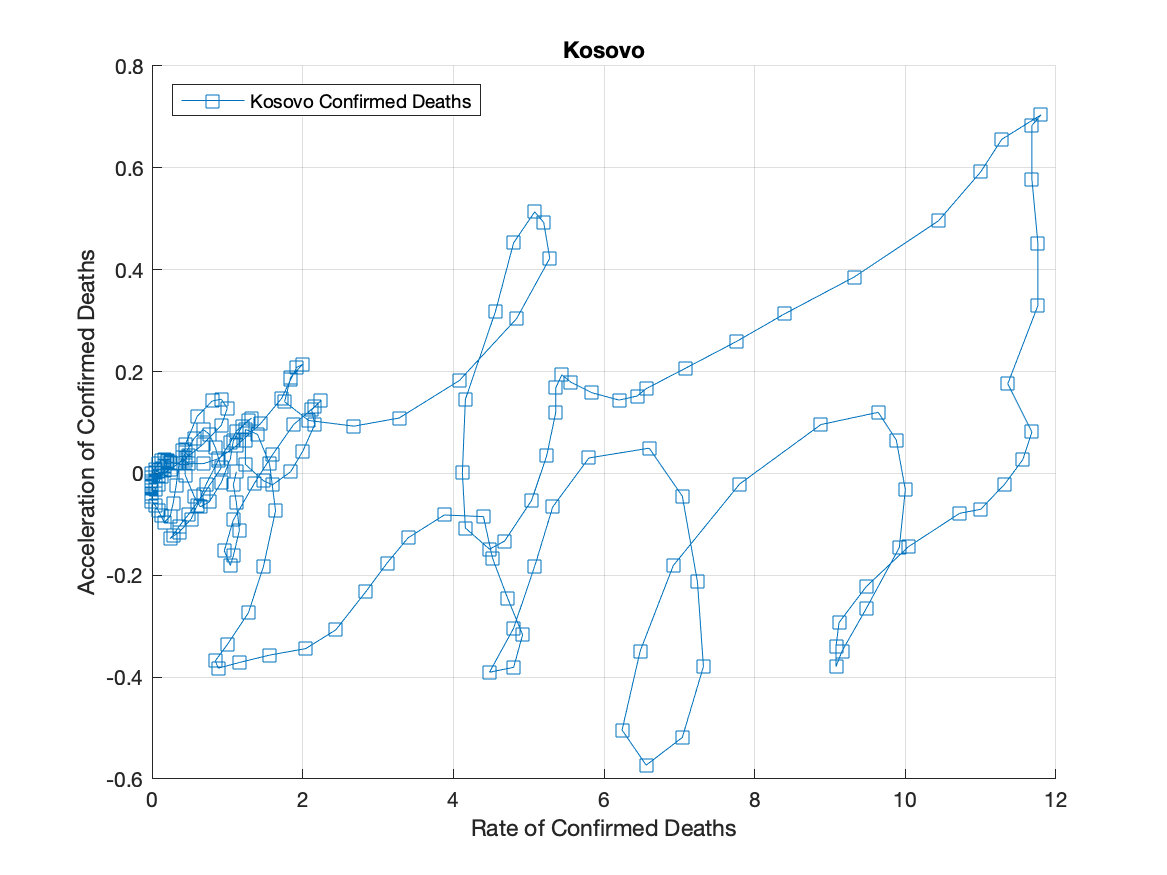 Kosovo
Kosovo Confirmed Deaths
0.8
0.6
0.4
0.2
0
-0.2
-0.4
-0.6
Acceleration of Confirmed Deaths
0 2 4 6 8 10 12
Rate of Confirmed Deaths